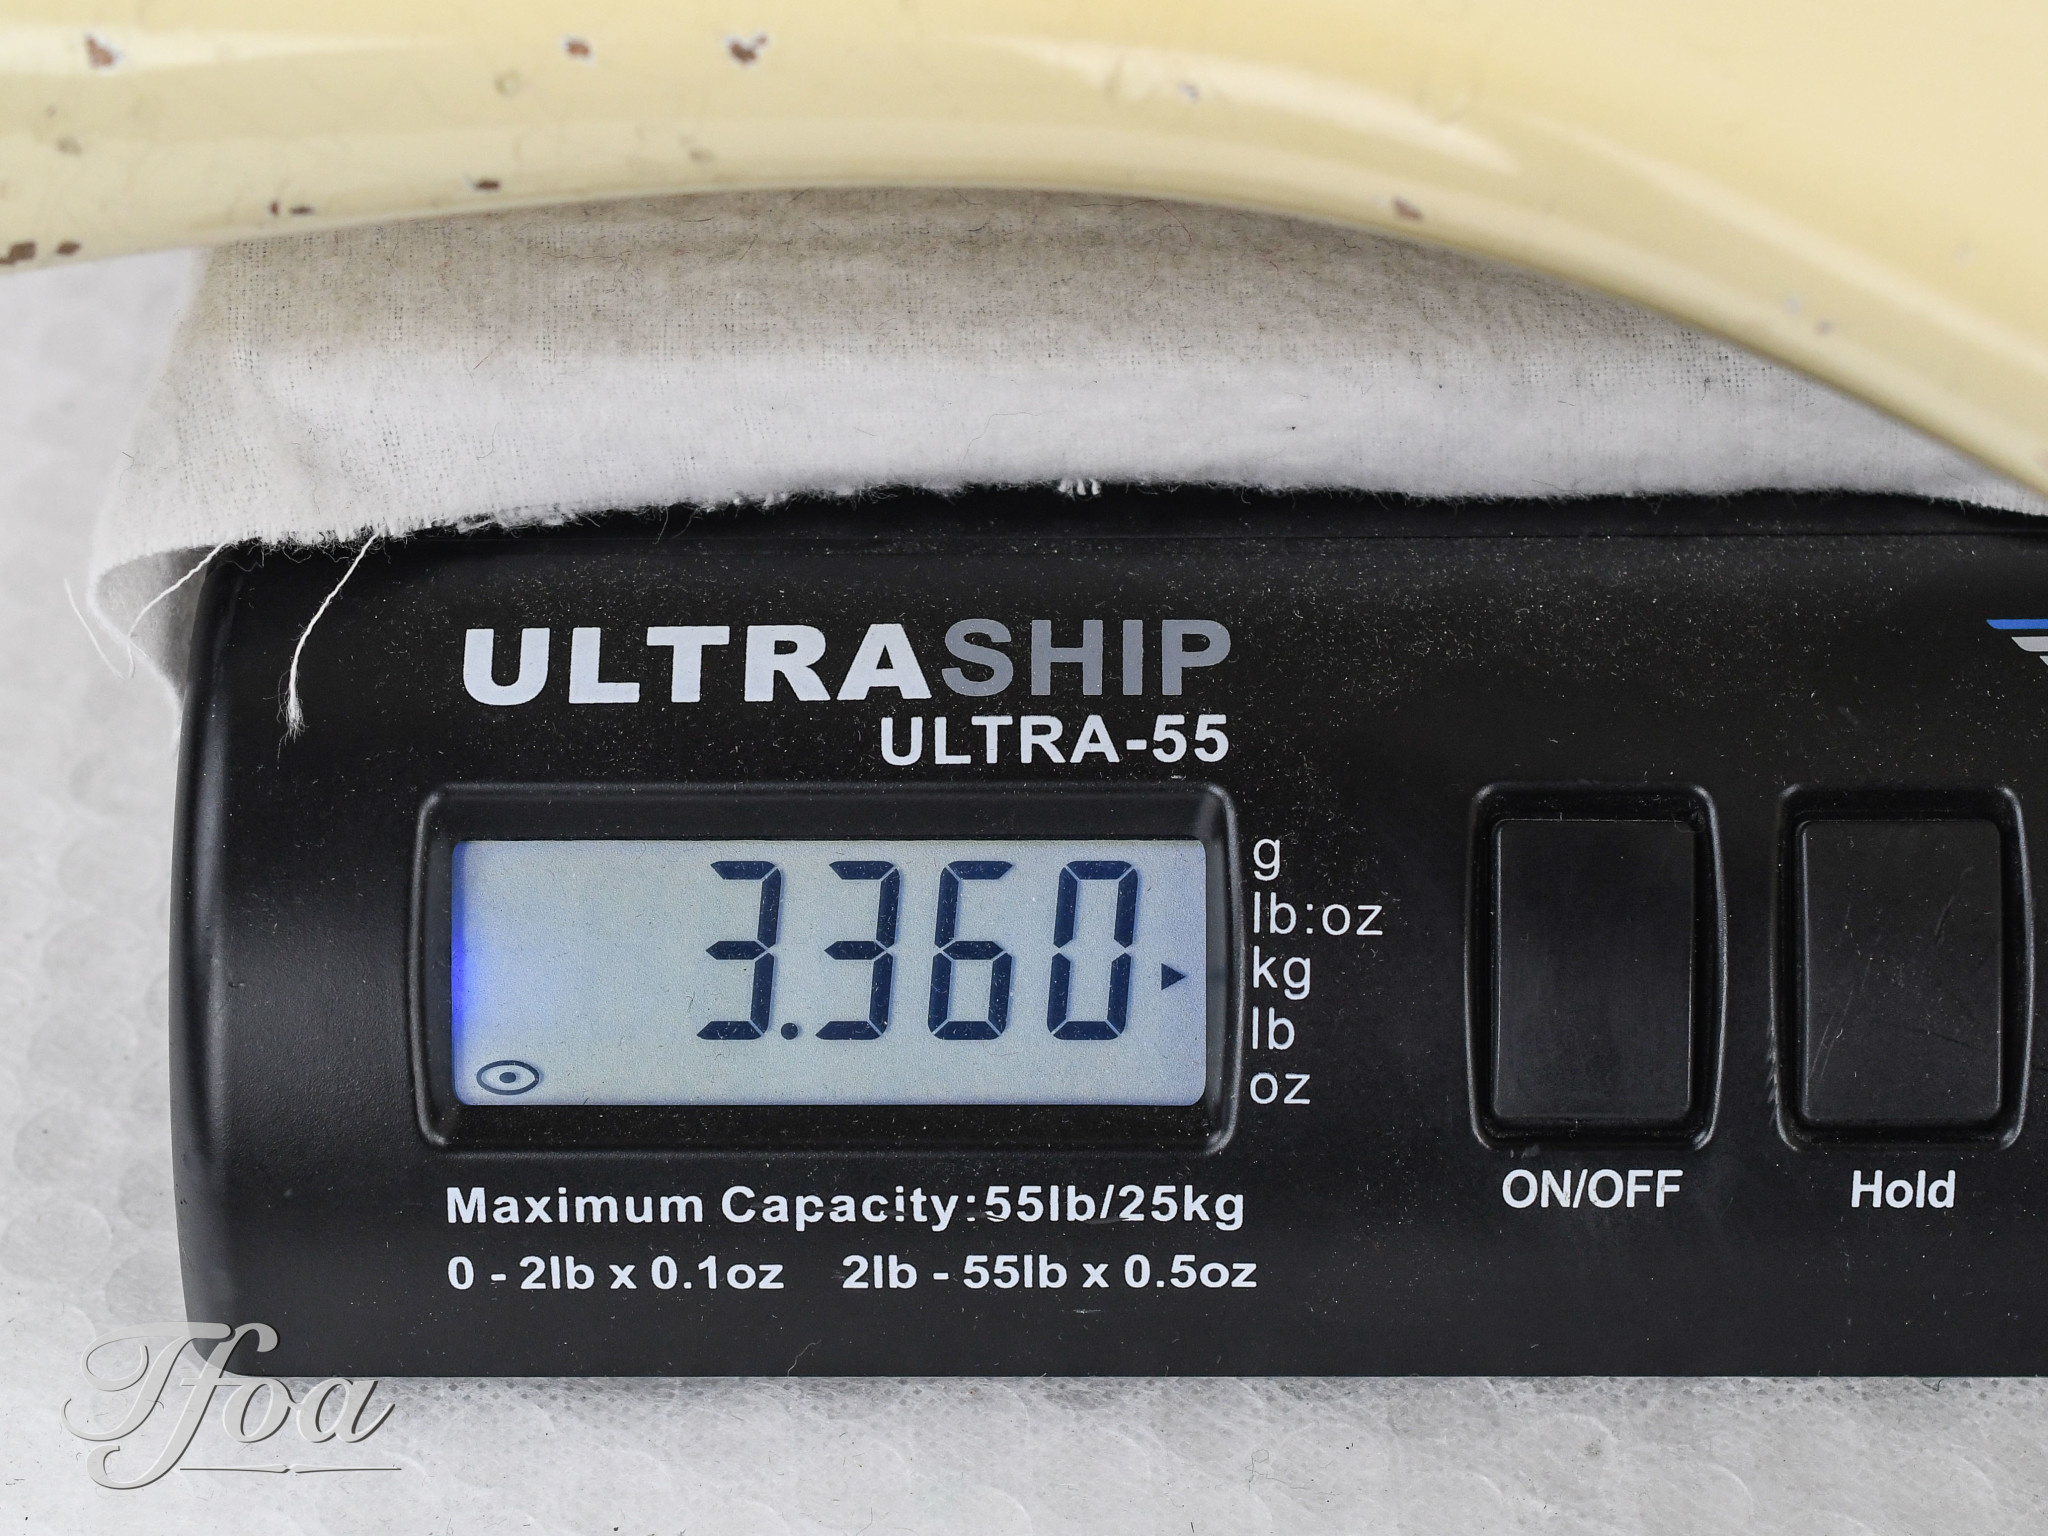 ULTRASHIP
ULTRA-55
3.360
g
lb:oz
kg
lb
oz
ON/OFF
Hold
Maximum Capacity:55lb/25kg
0 - 2lb x 0.1oz 2lb - 55lb x 0.5oz
Tfoa